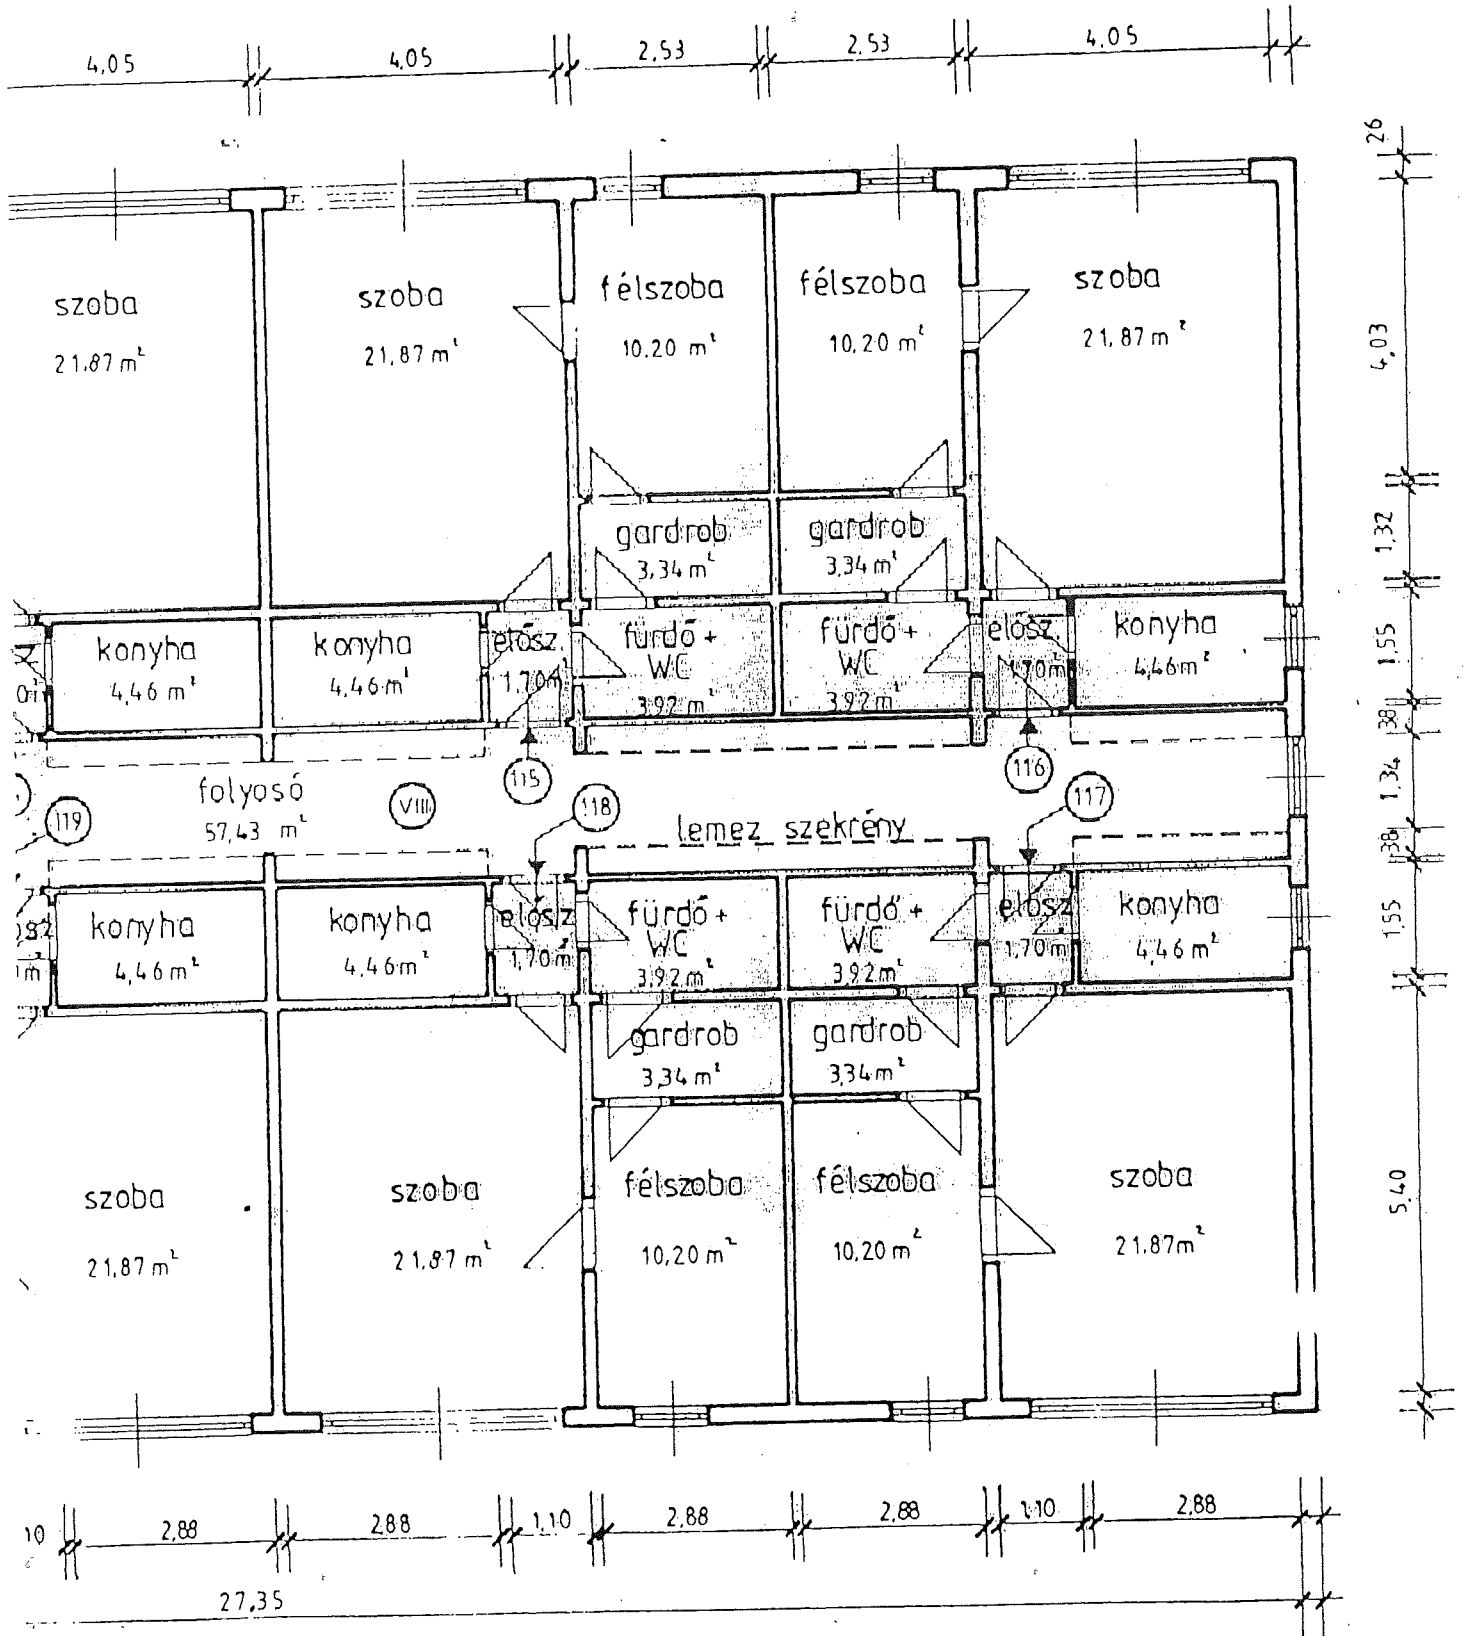 4,05
4,05
2,53
2,53
4,05
26
szoba
21,87 m²
szoba
21,87 m²
félszoba
10,20 m²
félszoba
10,20 m²
szoba
21,87 m²
4,03
gardrob
3,34 m²
gardrob
3,34 m²
1,32
konyha
4,46 m²
konyha
4,46 m²
elősz.
1,70 m²
fürdő +
WC
3,92 m²
fürdő +
WC
3,92 m²
elősz.
1,70 m²
konyha
4,46 m²
1,55
38
folyosó
57,43 m²
VIII
115
116
119
118
117
lemez szekrény
1,34
38
konyha
4,46 m²
konyha
4,46 m²
elősz
1,70 m²
fürdő +
WC
3,92 m²
fürdő +
WC
3,92 m²
elősz
1,70 m²
konyha
4,46 m²
1,55
gardrob
3,34 m²
gardrob
3,34 m²
szoba
21,87 m²
szoba
21,87 m²
félszoba
10,20 m²
félszoba
10,20 m²
szoba
21,87 m²
5,40
10
2,88
2,88
1,10
2,88
2,88
1,10
2,88
27,35